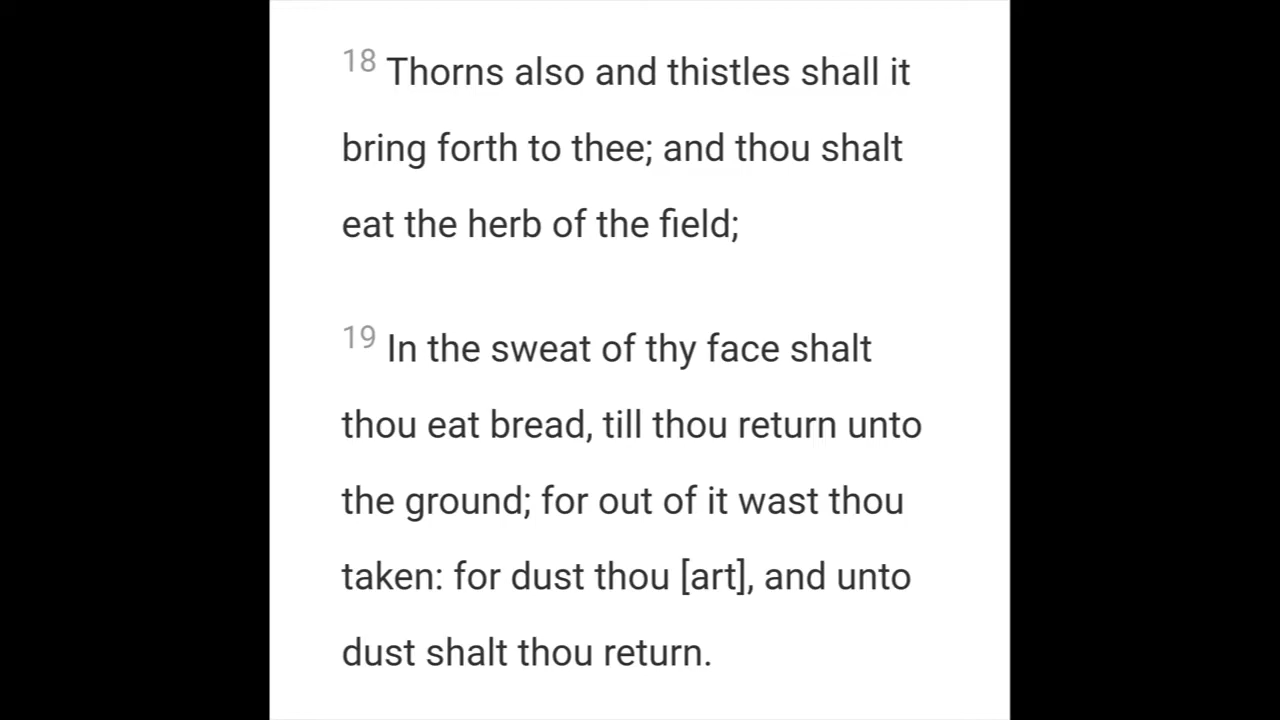 18 Thorns also and thistles shall it
bring forth to thee; and thou shalt
eat the herb of the field;
19 In the sweat of thy face shalt
thou eat bread, till thou return unto
the ground; for out of it wast thou
taken: for dust thou [art], and unto
dust shalt thou return.